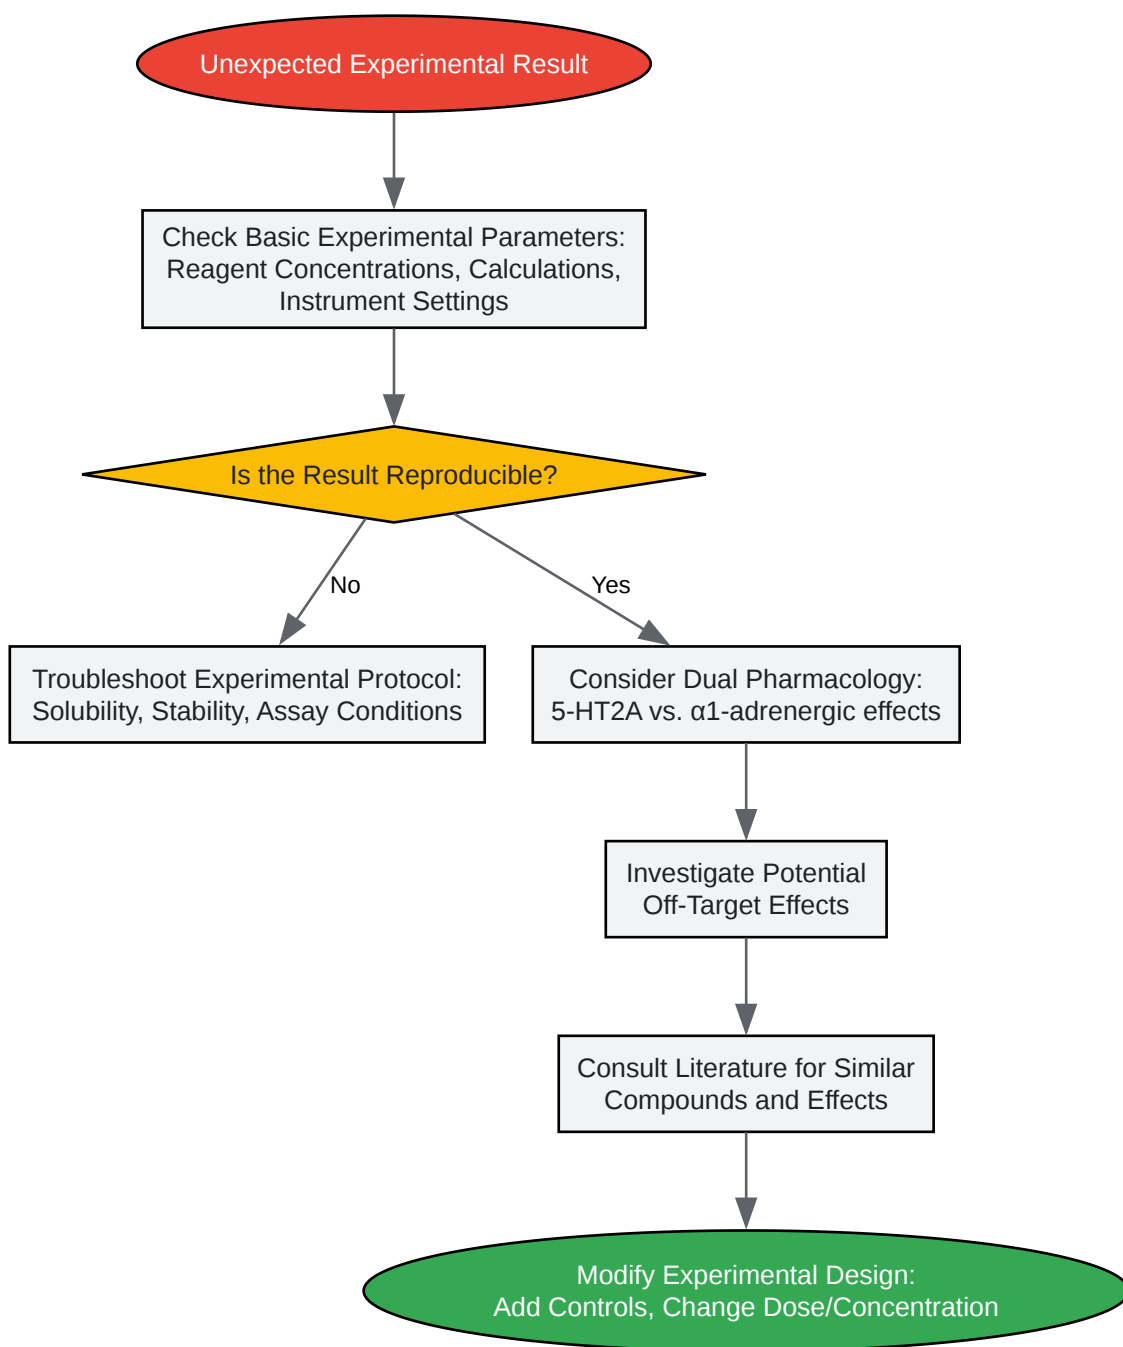 Unexpected Experimental Result
Check Basic Experimental Parameters:
Reagent Concentrations, Calculations,
Instrument Settings
Is the Result Reproducible?
No
Yes
Troubleshoot Experimental Protocol:
Solubility, Stability, Assay Conditions
Consider Dual Pharmacology:
5-HT2A vs. α1-adrenergic effects
Investigate Potential
Off-Target Effects
Consult Literature for Similar
Compounds and Effects
Modify Experimental Design:
Add Controls, Change Dose/Concentration